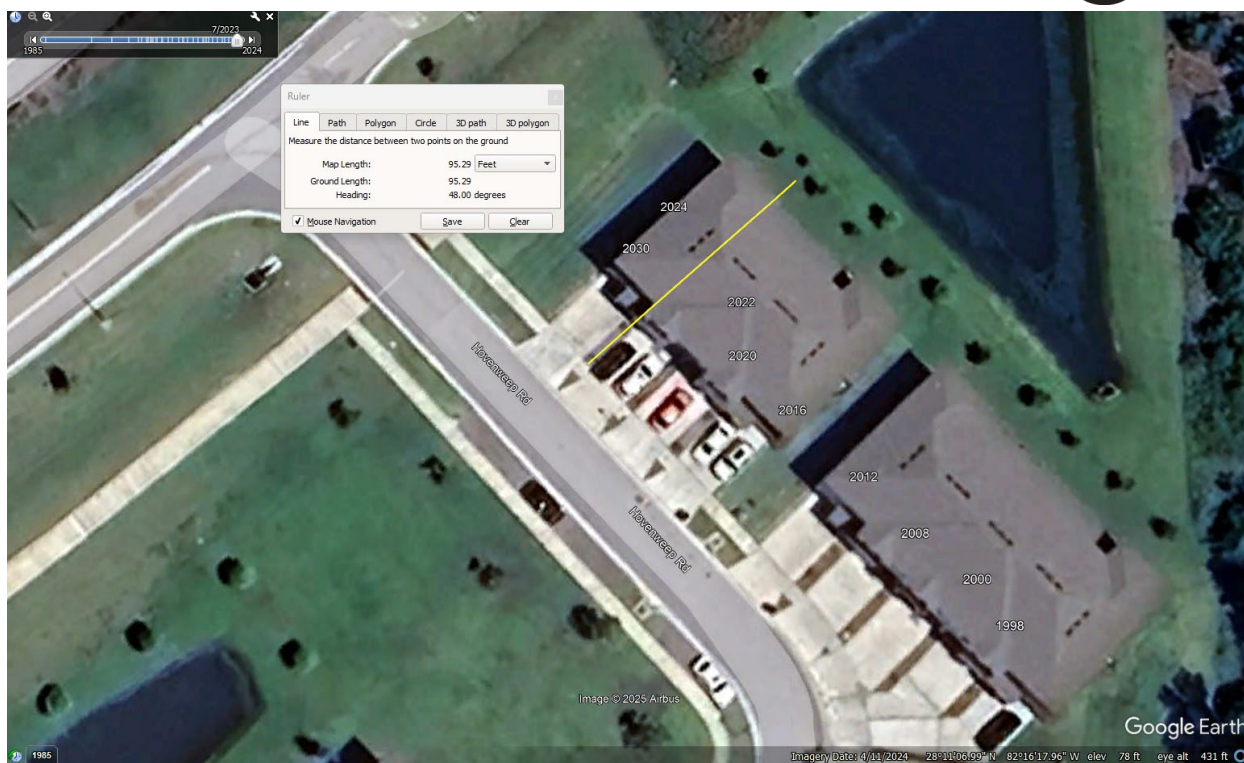 7/2023
1985 2024
Ruler
Line Path Polygon Circle 3D path 3D polygon
Measure the distance between two points on the ground
Map Length: 95.29 Feet
Ground Length: 95.29
Heading: 48.00 degrees
Mouse Navigation Save Clear
2024
2030
2022
2020
2016
Hovenweep Rd
2012
2008
2000
1998
Hovenweep Rd
Image © 2025 Airbus
Google Earth
1985
Imagery Date: 4/11/2024 28°11'06.99" N 82°16'17.96" W elev 78 ft eye alt 431 ft